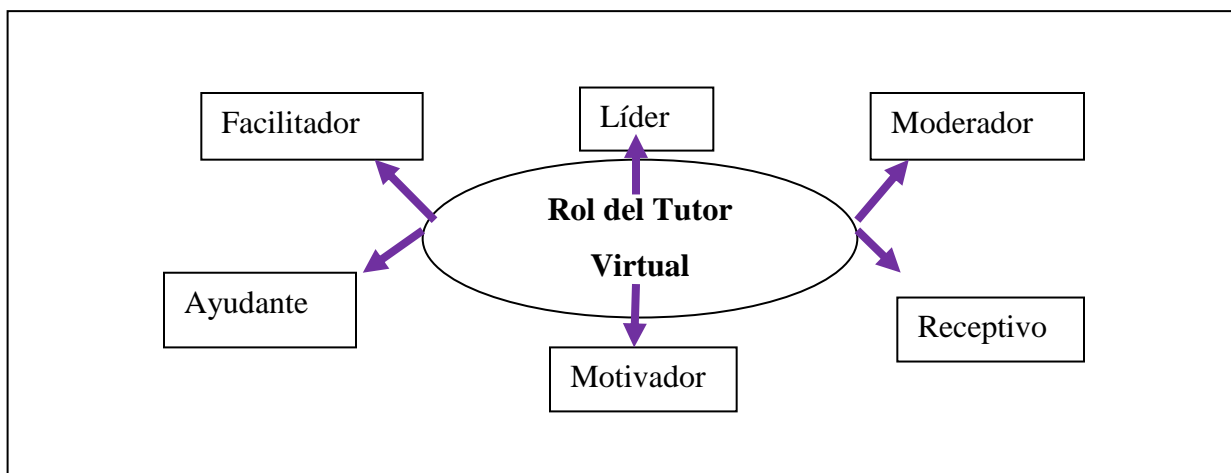 Facilitador
Líder
Moderador
Rol del Tutor
Virtual
Ayudante
Receptivo
Motivador